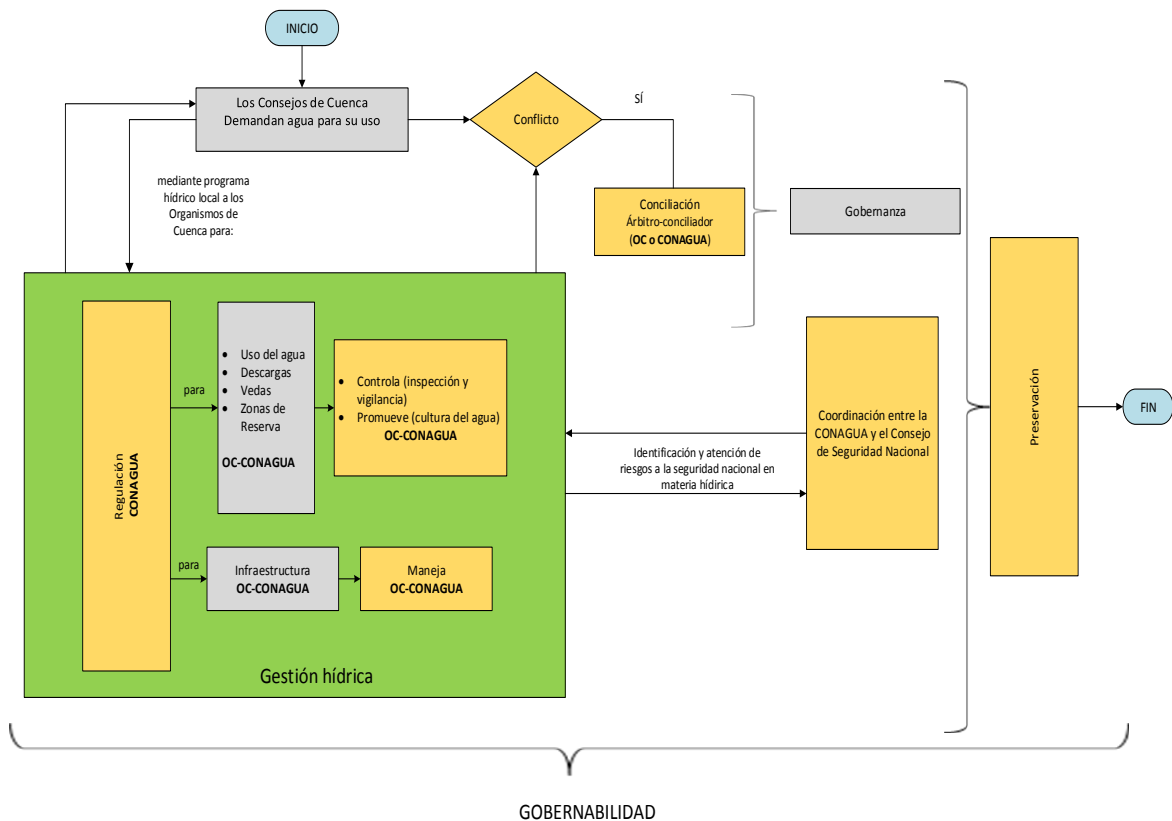 INICIO
Los Consejos de Cuenca
Demandan agua para su uso
Conflicto
SÍ
mediante programa
hídrico local a los
Organismos de
Cuenca para:
Conciliación
Árbitro-conciliador
(OC o CONAGUA)
Gobernanza
Regulación
CONAGUA
para
• Uso del agua
• Descargas
• Vedas
• Zonas de
Reserva
OC-CONAGUA
• Controla (inspección y
vigilancia)
• Promueve (cultura del agua)
OC-CONAGUA
para
Infraestructura
OC-CONAGUA
Maneja
OC-CONAGUA
Gestión hídrica
Identificación y atención de
riesgos a la seguridad nacional en
materia hídirica
Coordinación entre la
CONAGUA y el Consejo
de Seguridad Nacional
Preservación
FIN
GOBERNABILIDAD